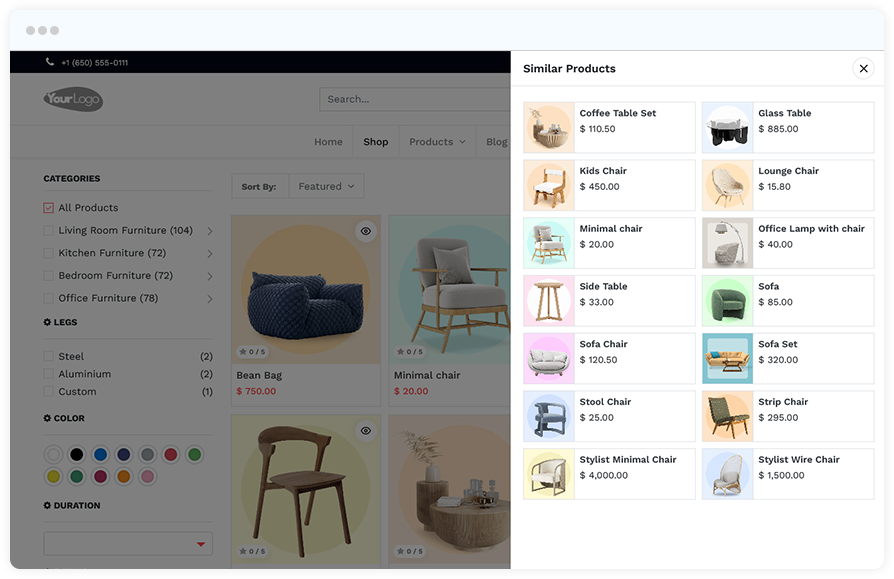 +1 (650) 555-0111
YourLogo
Search...
Home
Shop
Products
Blog
CATEGORIES
All Products
Living Room Furniture (104)
Kitchen Furniture (72)
Bedroom Furniture (72)
Office Furniture (78)
LEGS
Steel (2)
Aluminium (2)
Custom (1)
COLOR
DURATION
Sort By: Featured
0 / 5
Bean Bag
$ 750.00
0 / 5
Minimal chair
$ 20.00
0 / 5
0 / 5
Similar Products
Coffee Table Set
$ 110.50
Glass Table
$ 885.00
Kids Chair
$ 450.00
Lounge Chair
$ 15.80
Minimal chair
$ 20.00
Office Lamp with chair
$ 40.00
Side Table
$ 33.00
Sofa
$ 85.00
Sofa Chair
$ 120.50
Sofa Set
$ 320.00
Stool Chair
$ 25.00
Strip Chair
$ 295.00
Stylist Minimal Chair
$ 4,000.00
Stylist Wire Chair
$ 1,500.00